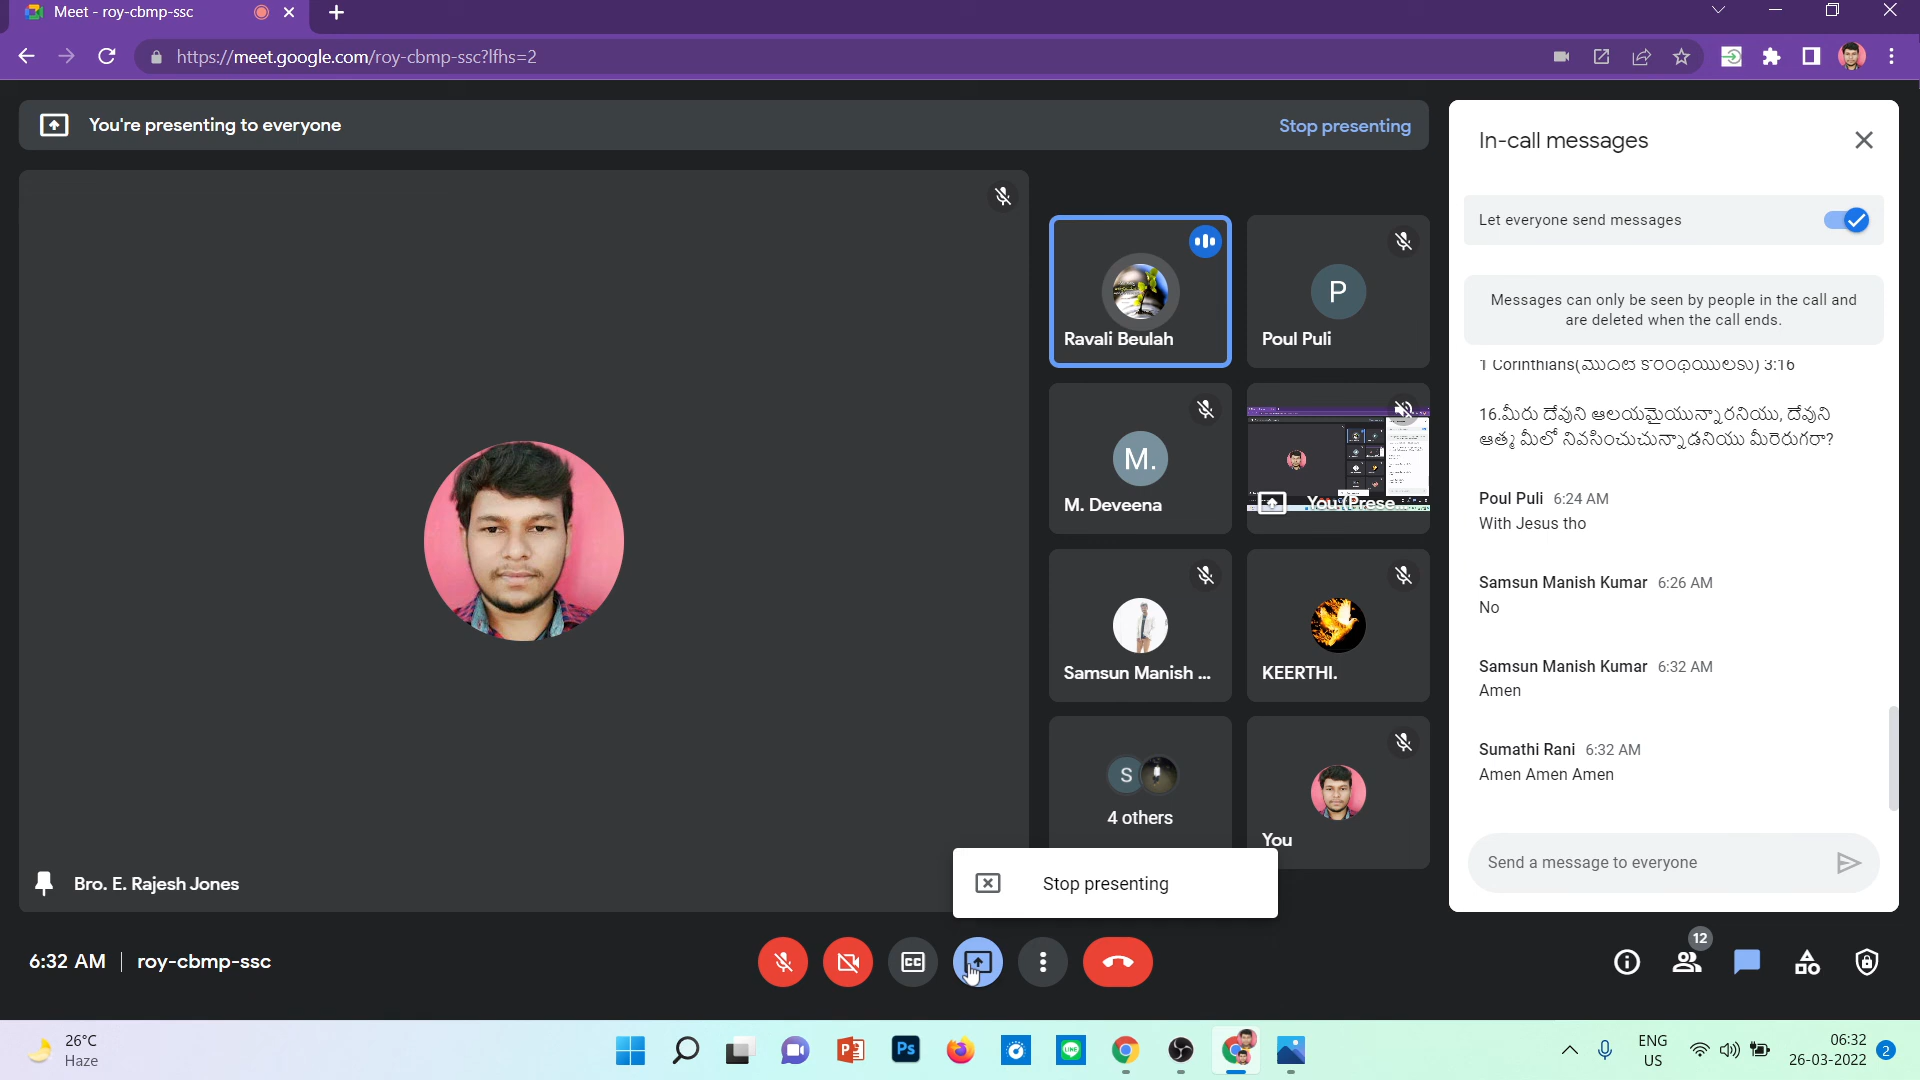 Meet - roy-cbmp-ssc
https://meet.google.com/roy-cbmp-ssc?lfhs=2
You're presenting to everyone
Stop presenting
Ravali Beulah
P
Poul Puli
M.
M. Deveena
You (Prese
Samsun Manish ...
KEERTHI.
S
4 others
You
Bro. E. Rajesh Jones
Stop presenting
6:32 AM | roy-cbmp-ssc
12
In-call messages
Let everyone send messages
Messages can only be seen by people in the call and
are deleted when the call ends.
1 Corinthians(మొదటి కొరింథీయులకు) 3:16
16.మీరు దేవుని ఆలయమైయున్నారనియు, దేవుని
ఆత్మ మీలో నివసించుచున్నాడనియు మీరెరుగరా?
Poul Puli 6:24 AM
With Jesus tho
Samsun Manish Kumar 6:26 AM
No
Samsun Manish Kumar 6:32 AM
Amen
Sumathi Rani 6:32 AM
Amen Amen Amen
Send a message to everyone
26°C
Haze
P
Ps
LINE
ENG
US
06:32
26-03-2022
2